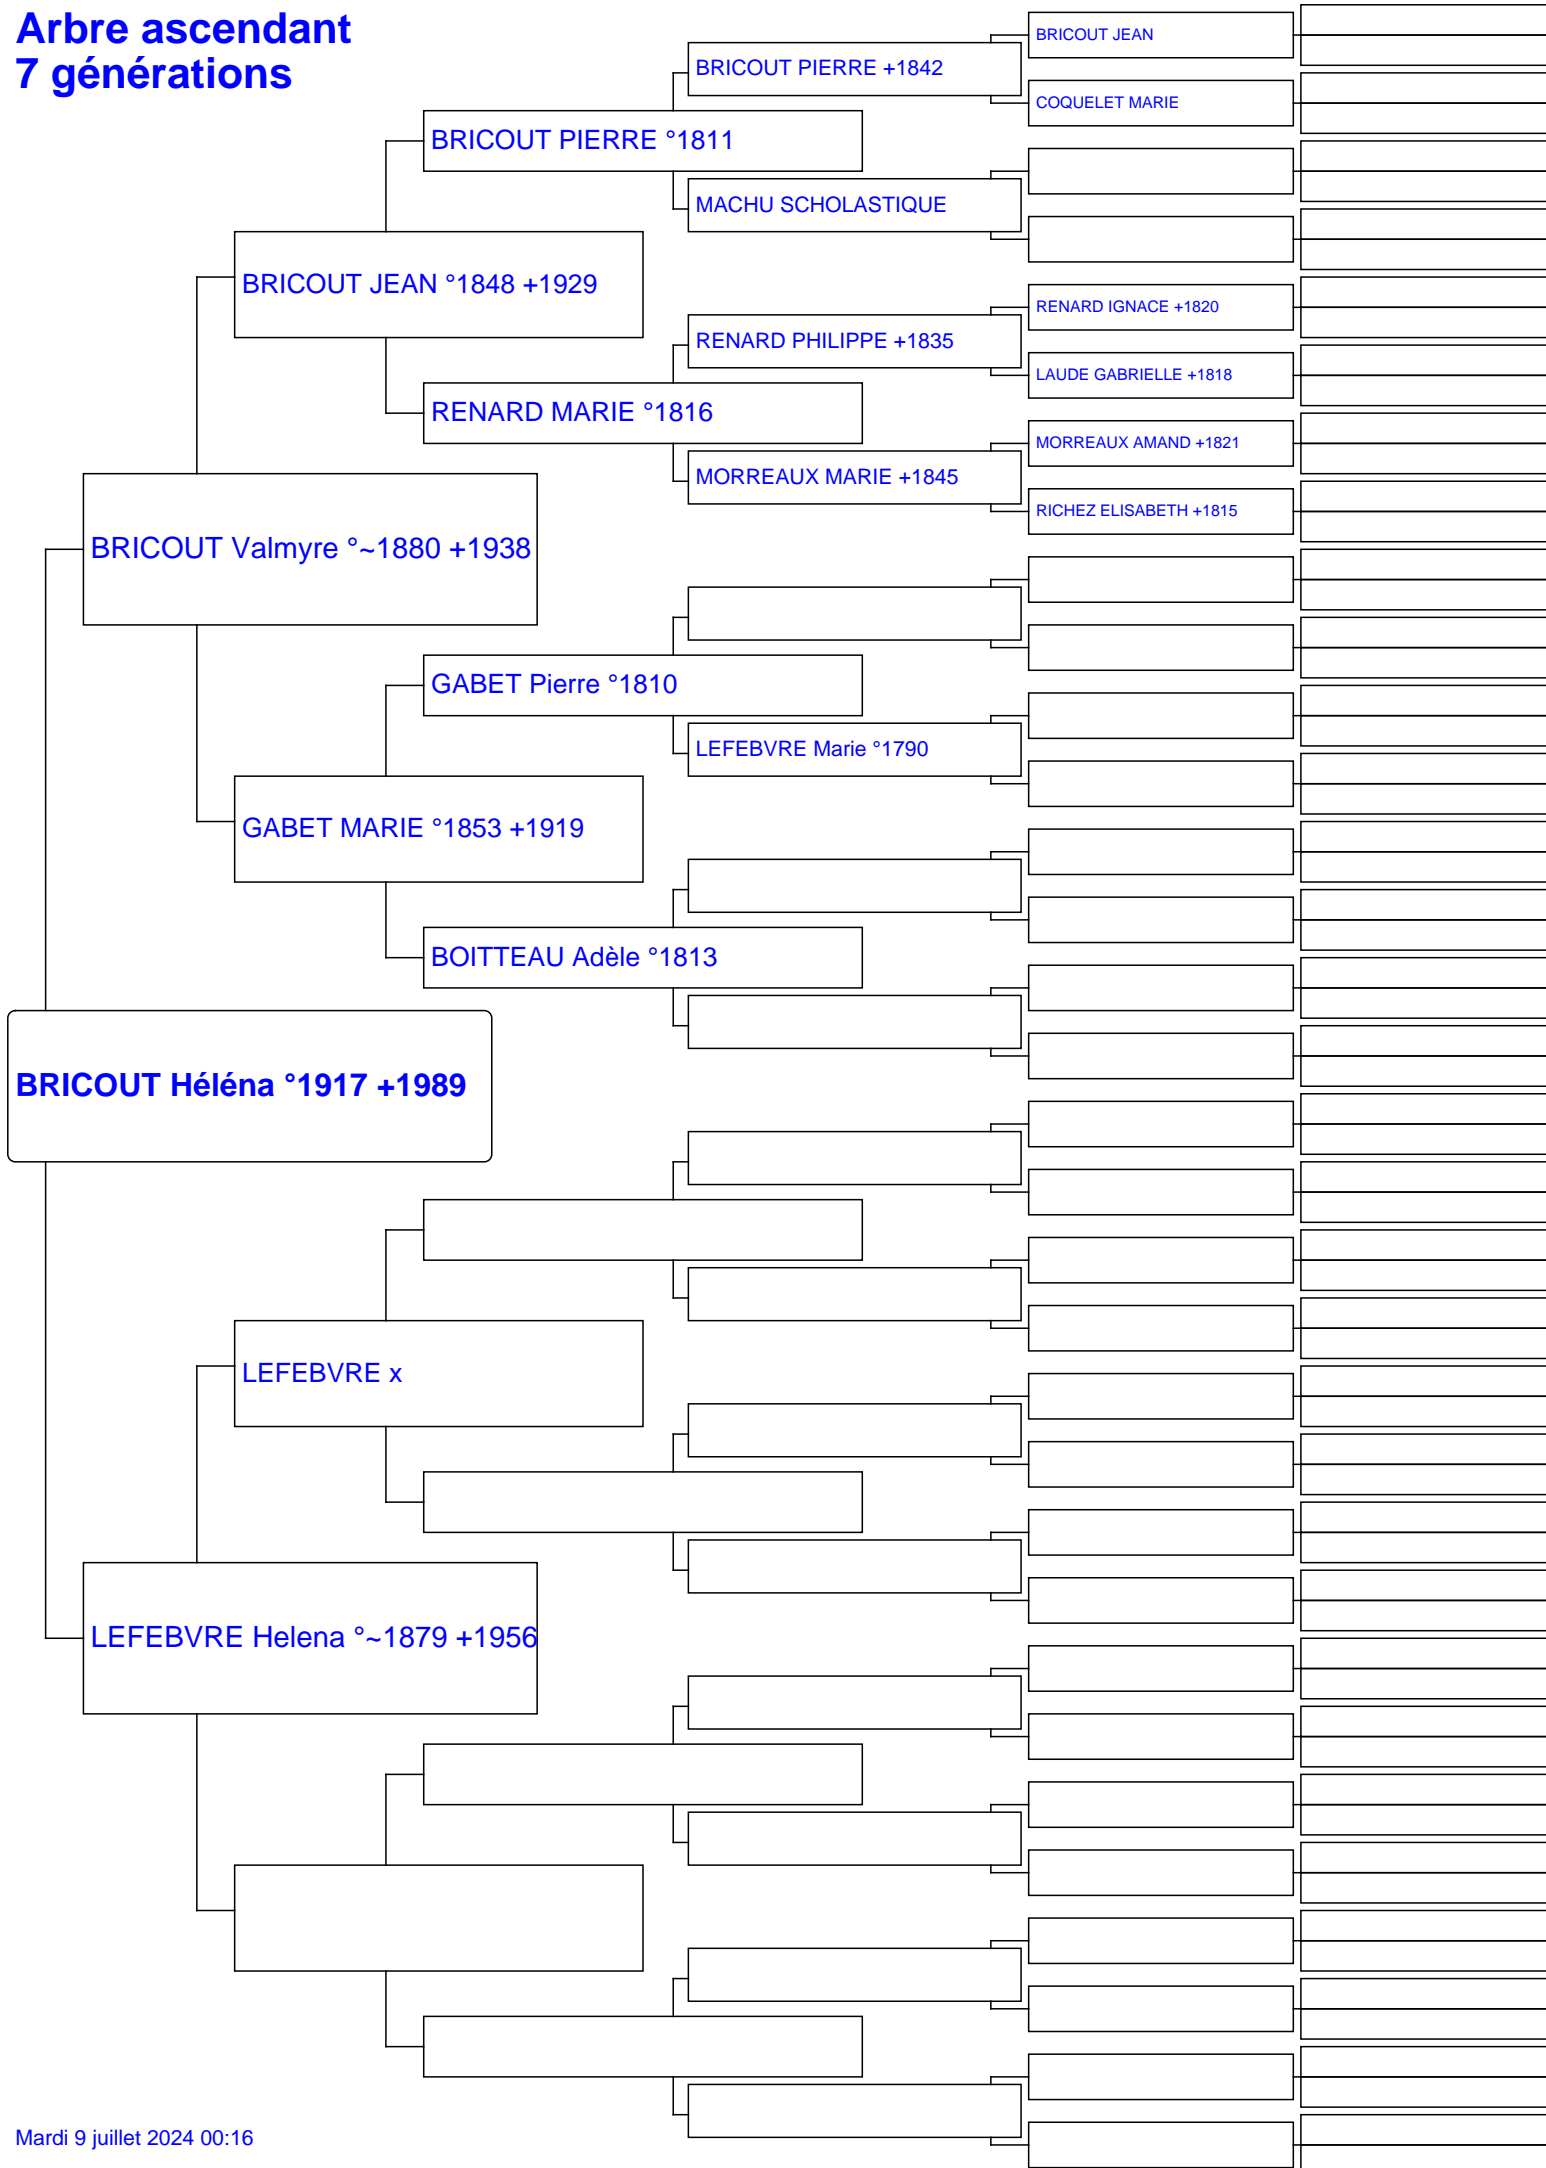 Arbre ascendant
7 générations
BRICOUT JEAN
BRICOUT PIERRE +1842
COQUELET MARIE
BRICOUT PIERRE °1811
MACHU SCHOLASTIQUE
BRICOUT JEAN °1848 +1929
RENARD IGNACE +1820
RENARD PHILIPPE +1835
LAUDE GABRIELLE +1818
RENARD MARIE °1816
MORREAUX AMAND +1821
MORREAUX MARIE +1845
RICHEZ ELISABETH +1815
BRICOUT Valmyre °~1880 +1938
GABET Pierre °1810
LEFEBVRE Marie °1790
GABET MARIE °1853 +1919
BOITTEAU Adèle °1813
BRICOUT Héléna °1917 +1989
LEFEBVRE x
LEFEBVRE Helena °~1879 +1956
Mardi 9 juillet 2024 00:16